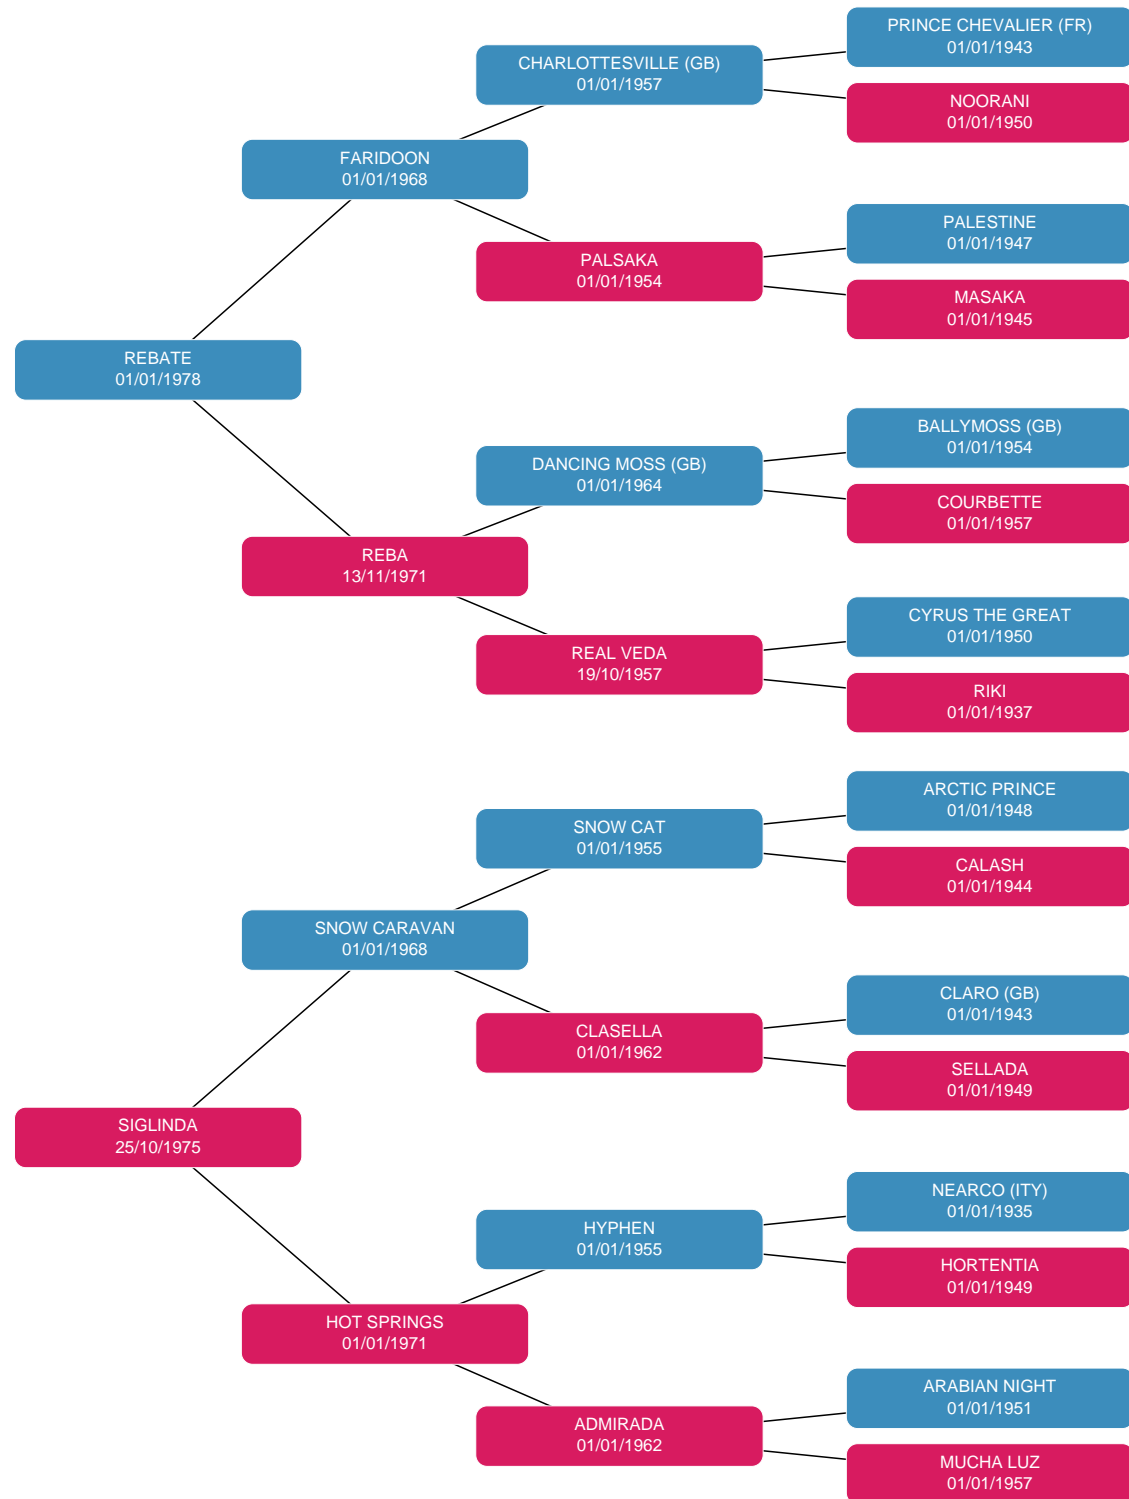 PRINCE CHEVALIER (FR)
01/01/1943
CHARLOTTESVILLE (GB)
01/01/1957
NOORANI
01/01/1950
FARIDOON
01/01/1968
PALESTINE
01/01/1947
PALSAKA
01/01/1954
MASAKA
01/01/1945
REBATE
01/01/1978
BALLYMOSS (GB)
01/01/1954
DANCING MOSS (GB)
01/01/1964
COURBETTE
01/01/1957
REBA
13/11/1971
CYRUS THE GREAT
01/01/1950
REAL VEDA
19/10/1957
RIKI
01/01/1937
ARCTIC PRINCE
01/01/1948
SNOW CAT
01/01/1955
CALASH
01/01/1944
SNOW CARAVAN
01/01/1968
CLARO (GB)
01/01/1943
CLASELLA
01/01/1962
SELLADA
01/01/1949
SIGLINDA
25/10/1975
NEARCO (ITY)
01/01/1935
HYPHEN
01/01/1955
HORTENTIA
01/01/1949
HOT SPRINGS
01/01/1971
ARABIAN NIGHT
01/01/1951
ADMIRADA
01/01/1962
MUCHA LUZ
01/01/1957